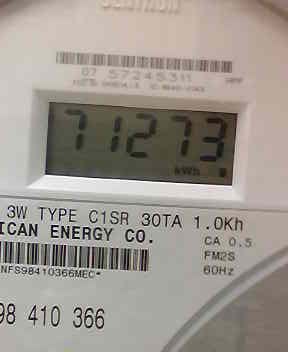 CENTRON
07 57245311
71273
kWh
3W TYPE C1SR 30TA 1.0Kh
ICAN ENERGY CO.
CA 0.5
FM2S
NFS98410366MEC*
60Hz
98 410 366